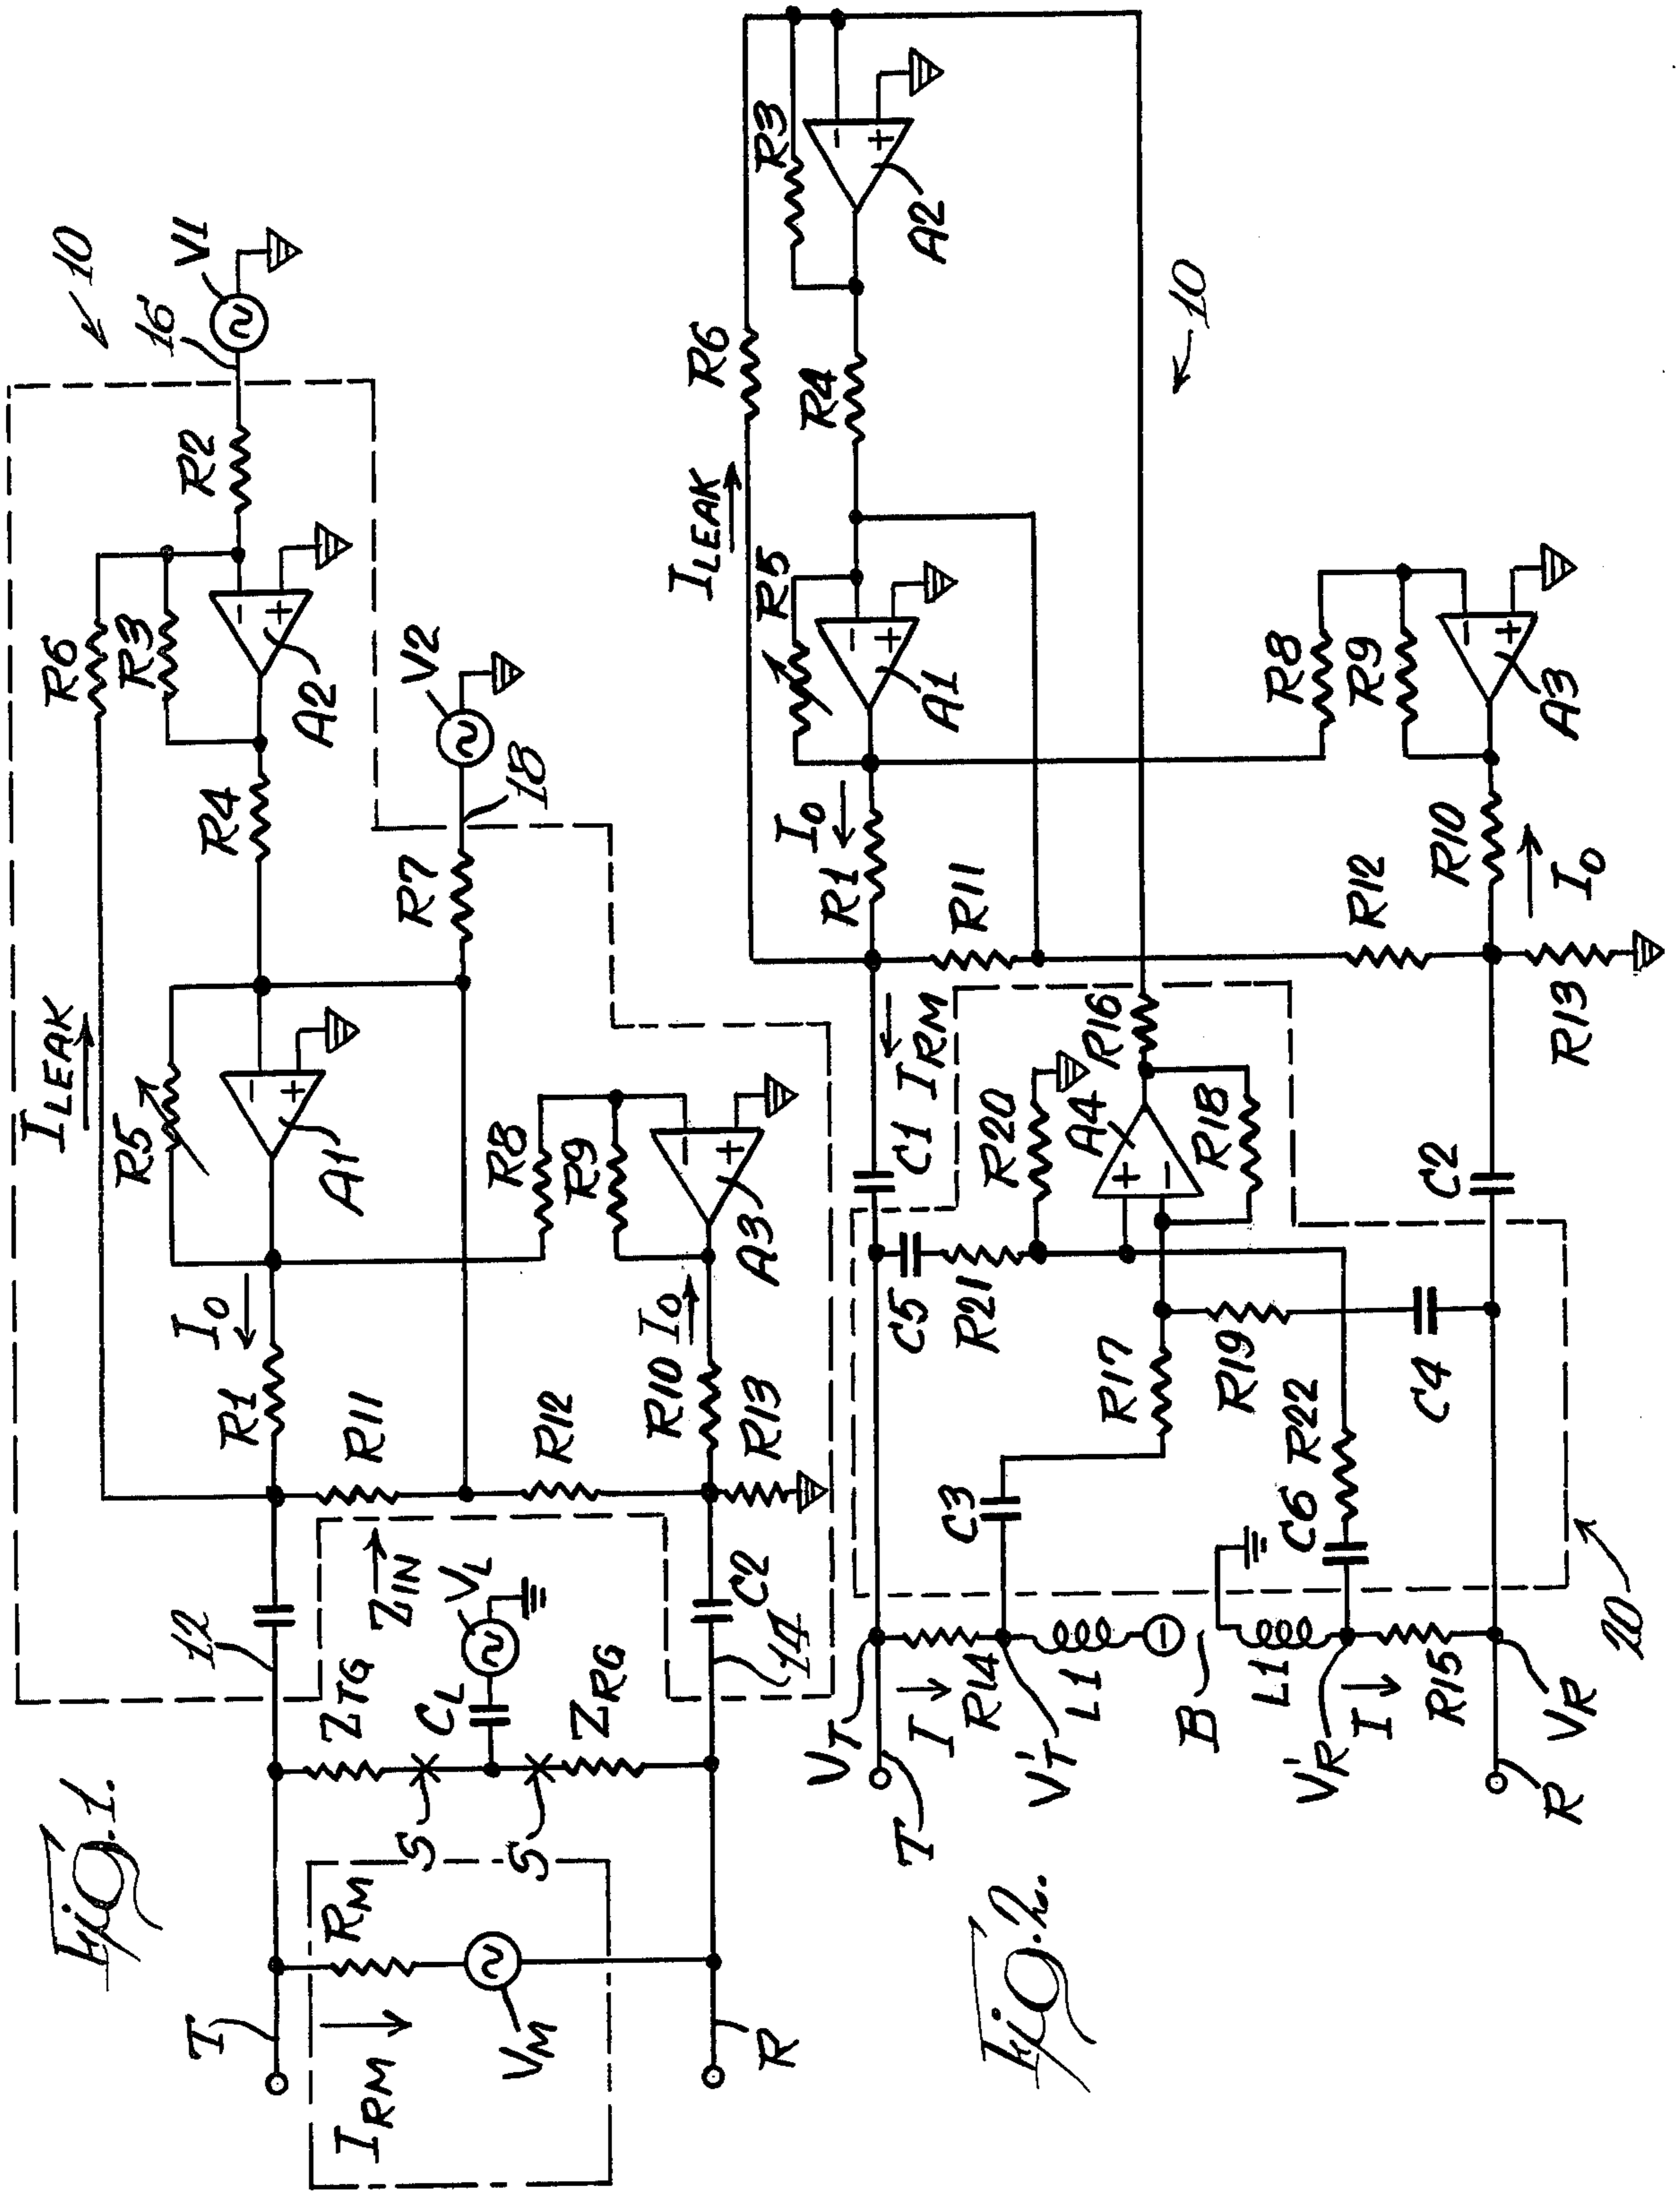 Fig. 1.
10
16
V1
R2
R6
R3
A2
R4
I LEAK
V2
18
R7
R5
A1
R8
R9
A3
I0
I0
R1
R11
R12
R10
R13
12
ZIN
VL
C2
14
ZTG
CL
ZRG
S
S
RM
VM
IRM
T
R
Fig. 2.
R3
A2
R6
R4
10
I LEAK
R5
A1
R8
R9
A3
I0
R1
R11
R12
R10
I0
R13
IRM
C1
R20
A4
R16
R18
C2
C5
R21
R17
R19
C4
C3
R22
C6
20
VT
I
R14
V'T
L1
B
L1
V'R
I
R15
VR
T
R